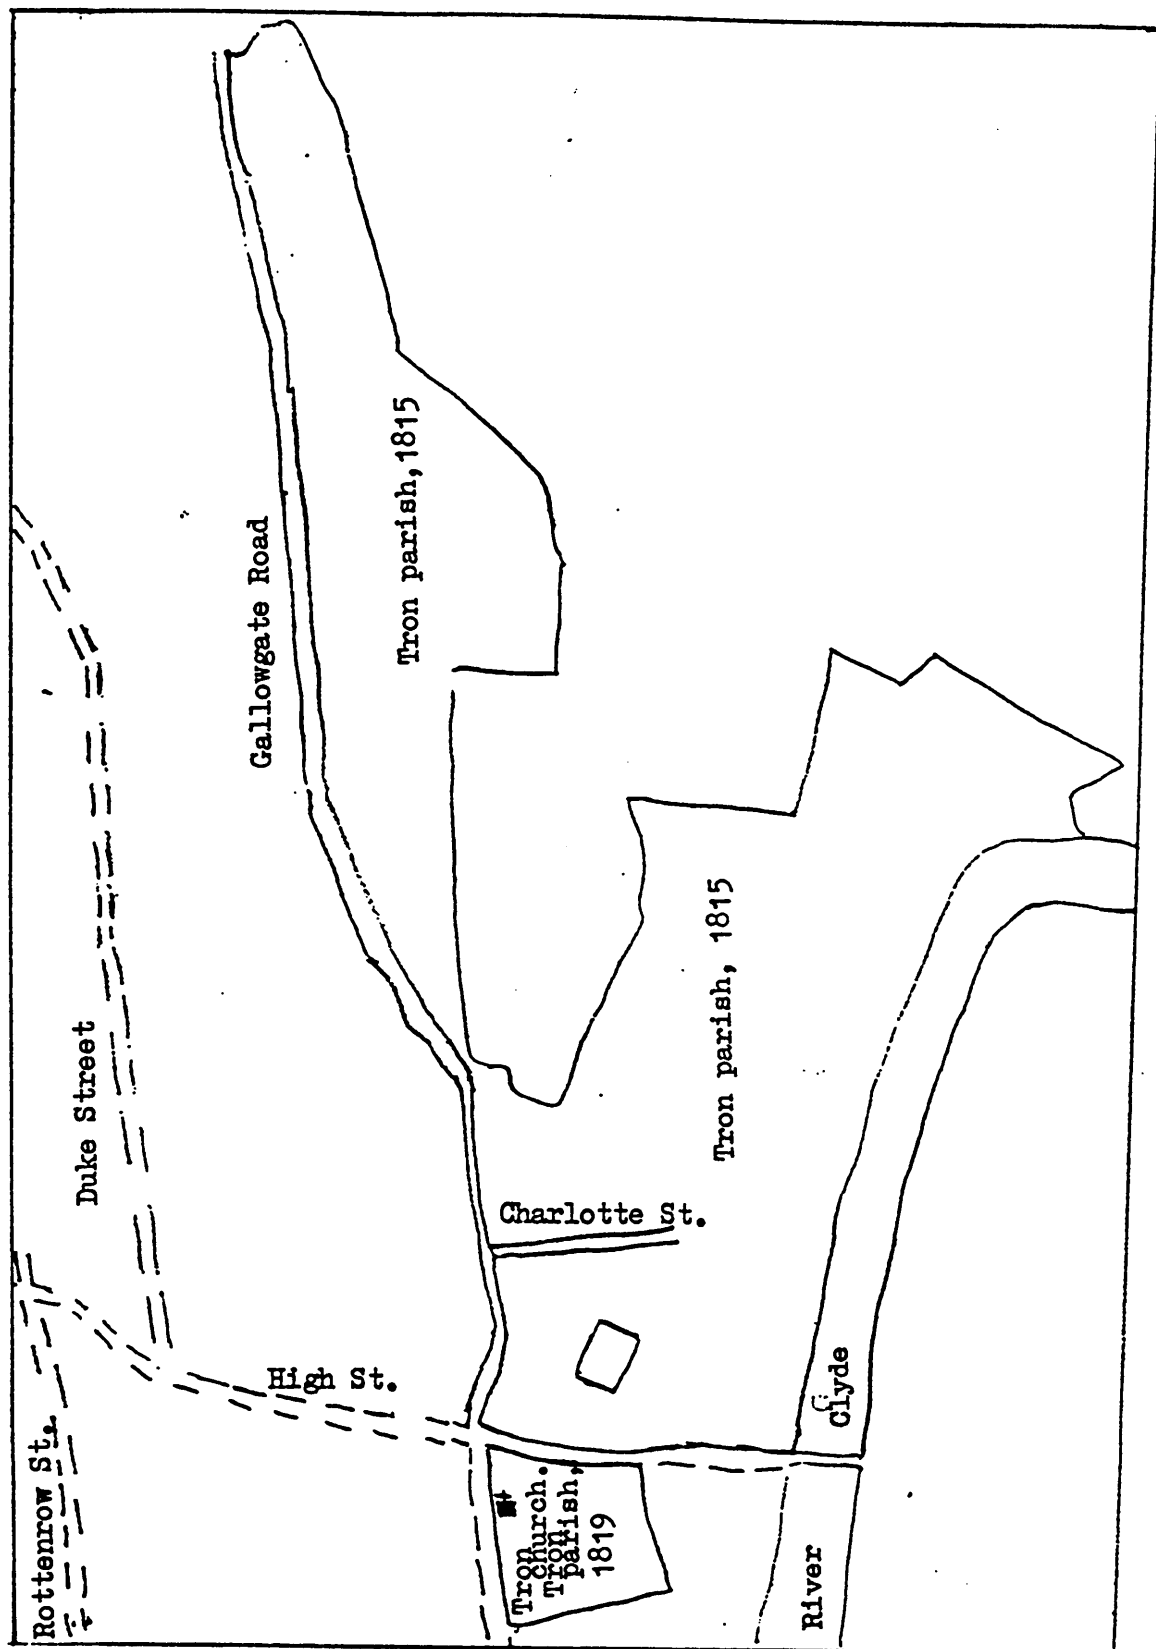 Rottenrow St.
Duke Street
High St.
Gallowgate Road
Tron parish, 1815
Charlotte St.
Tron parish, 1815
Tron
church.
Tron
parish,
1819
River
Clyde